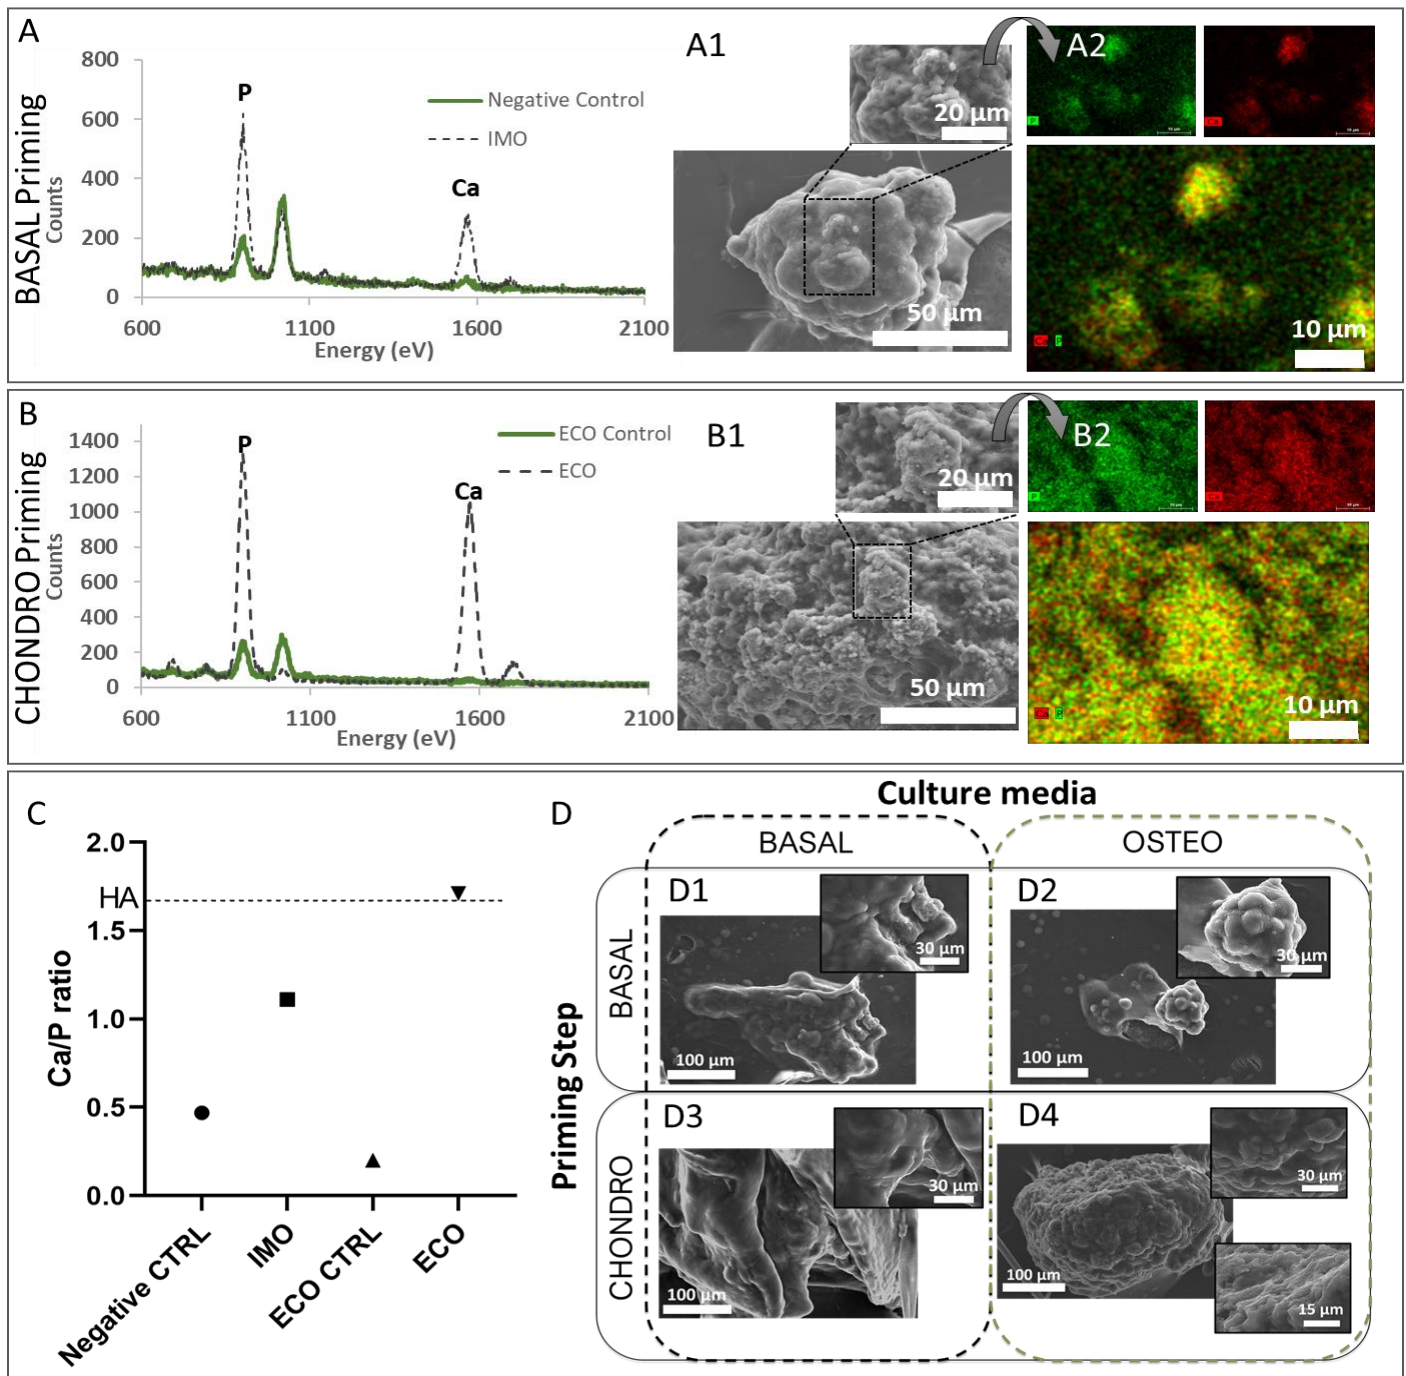 A
BASAL Priming
Counts
800
600
400
200
0
P
Ca
Negative Control
IMO
600
1100
1600
2100
Energy (eV)
A1
20 µm
50 µm
A2
P
Ca
Ca P
10 µm
B
CHONDRO Priming
Counts
1400
1200
1000
800
600
400
200
0
P
Ca
ECO Control
ECO
600
1100
1600
2100
Energy (eV)
B1
20 µm
50 µm
B2
P
Ca
Ca P
10 µm
C
Ca/P ratio
2.0
HA
1.5
1.0
0.5
0.0
Negative CTRL
IMO
ECO CTRL
ECO
D
Culture media
BASAL
OSTEO
Priming Step
BASAL
D1
30 µm
100 µm
D2
30 µm
100 µm
CHONDRO
D3
30 µm
100 µm
D4
30 µm
100 µm
15 µm